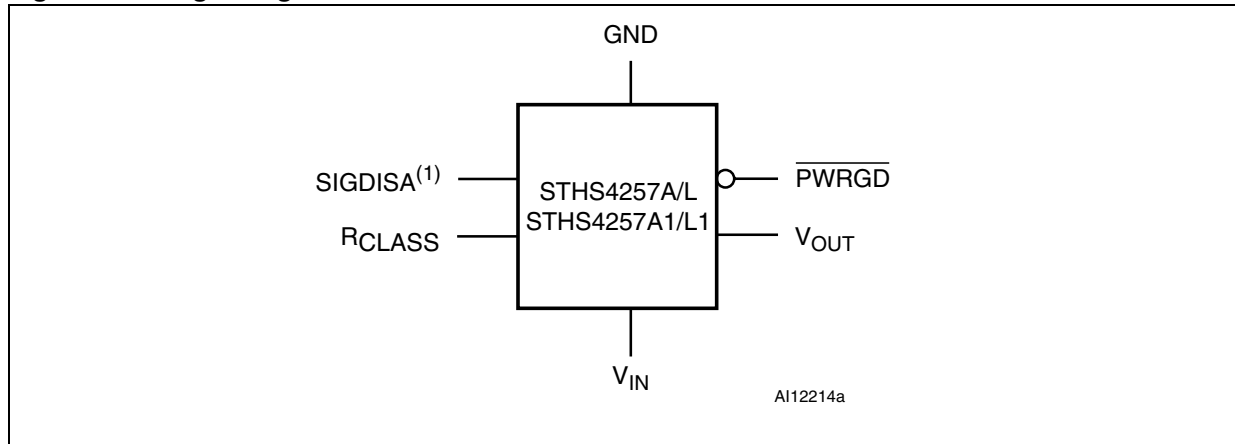 GND
SIGDISA(1)
STHS4257A/L
PWRGD
STHS4257A1/L1
RCLASS
VOUT
VIN
AI12214a